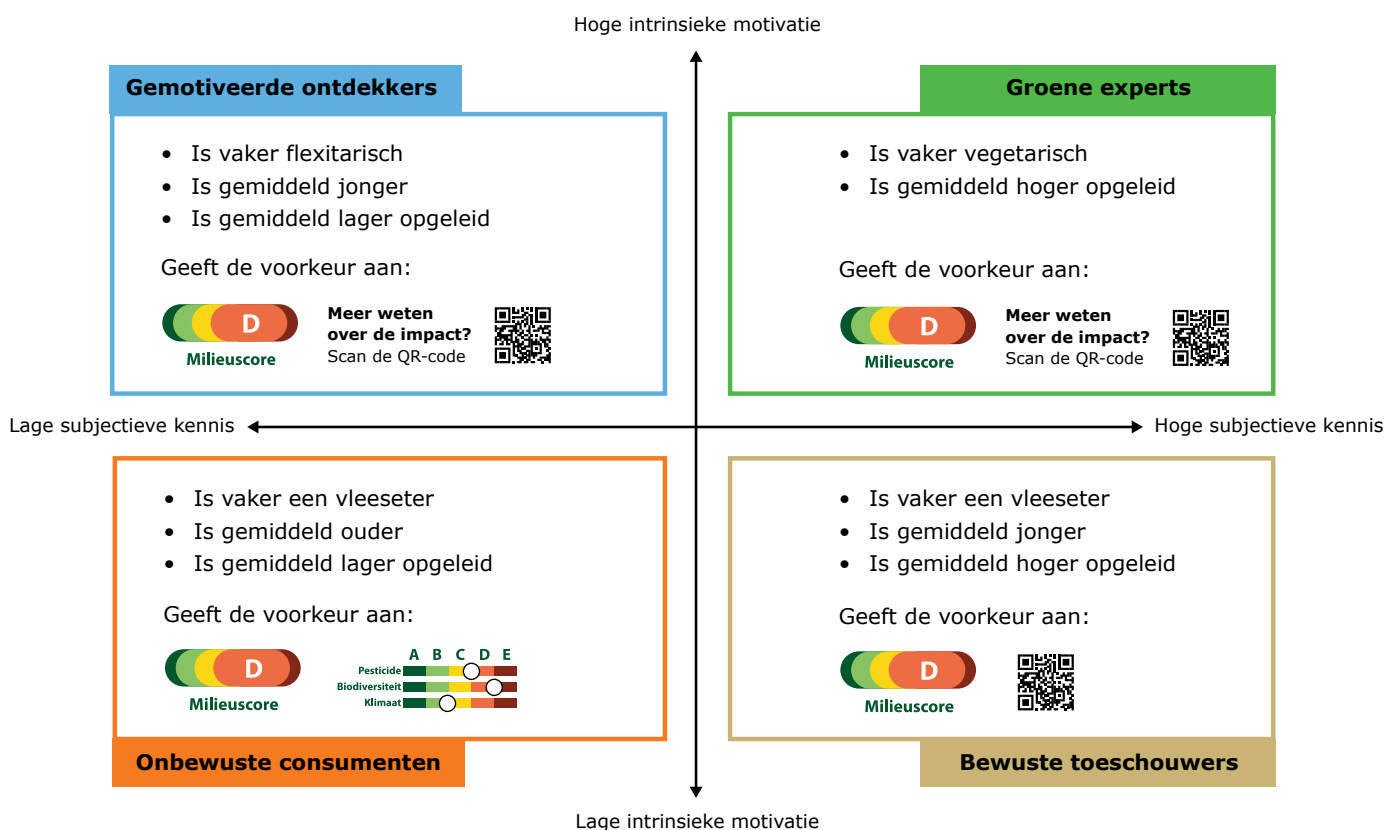 Hoge intrinsieke motivatie
Gemotiveerde ontdekkers
• Is vaker flexitarisch
• Is gemiddeld jonger
• Is gemiddeld lager opgeleid
Geeft de voorkeur aan:
D
Milieuscore
Meer weten
over de impact?
Scan de QR-code
Groene experts
• Is vaker vegetarisch
• Is gemiddeld hoger opgeleid
Geeft de voorkeur aan:
D
Milieuscore
Meer weten
over de impact?
Scan de QR-code
Lage subjectieve kennis
Hoge subjectieve kennis
• Is vaker een vleeseter
• Is gemiddeld ouder
• Is gemiddeld lager opgeleid
Geeft de voorkeur aan:
D
Milieuscore
A B C D E
Pesticide
Biodiversiteit
Klimaat
Onbewuste consumenten
• Is vaker een vleeseter
• Is gemiddeld jonger
• Is gemiddeld hoger opgeleid
Geeft de voorkeur aan:
D
Milieuscore
Bewuste toeschouwers
Lage intrinsieke motivatie